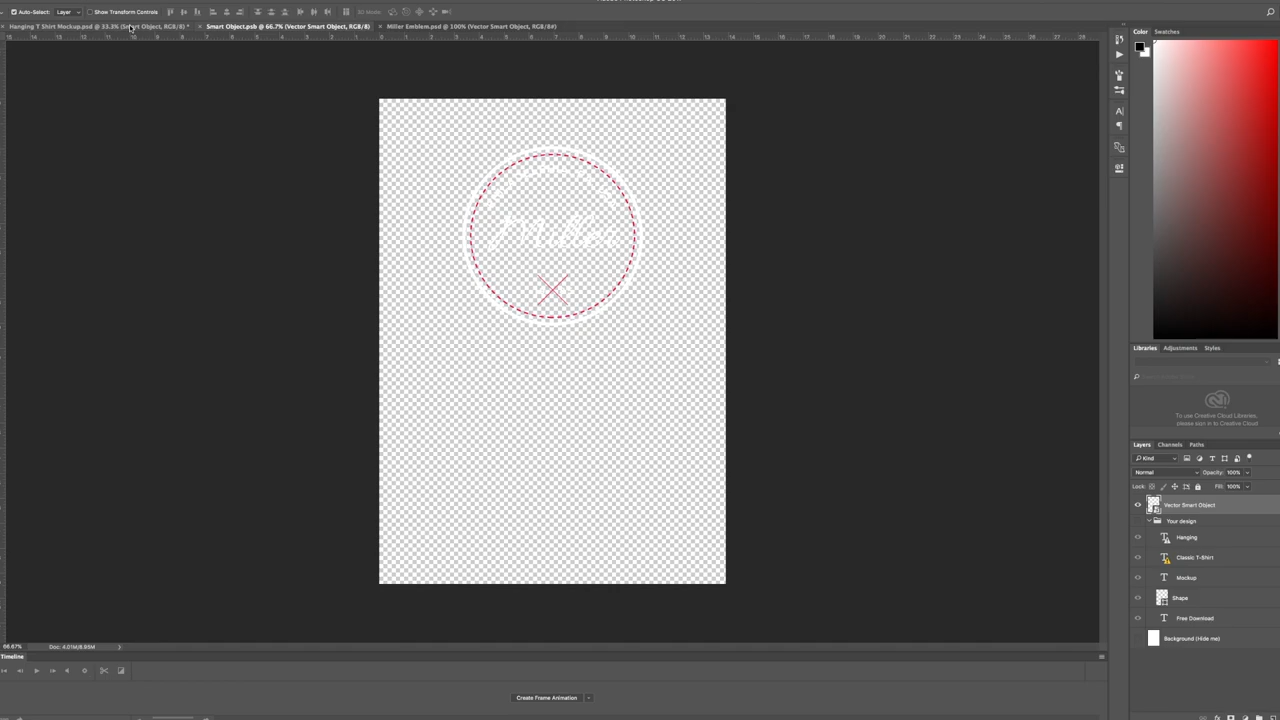 Auto-Select: Layer Show Transform Controls 3D Mode:
Hanging T Shirt Mockup.psd @ 33.3% (Smart Object, RGB/8) *
Smart Object.psb @ 66.7% (Vector Smart Object, RGB/8)
Miller Emblem.psd @ 100% (Vector Smart Object, RGB/8#)
Color Swatches
Miller
Libraries Adjustments Styles
To use Creative Cloud Libraries,
please sign in to Creative Cloud
Layers Channels Paths
Kind
Normal Opacity: 100%
Lock: Fill: 100%
Vector Smart Object
Your design
Hanging
Classic T-Shirt
Mockup
Shape
Free Download
Background (Hide me)
66.67% Doc: 4.01M/8.85M
Timeline
Create Frame Animation